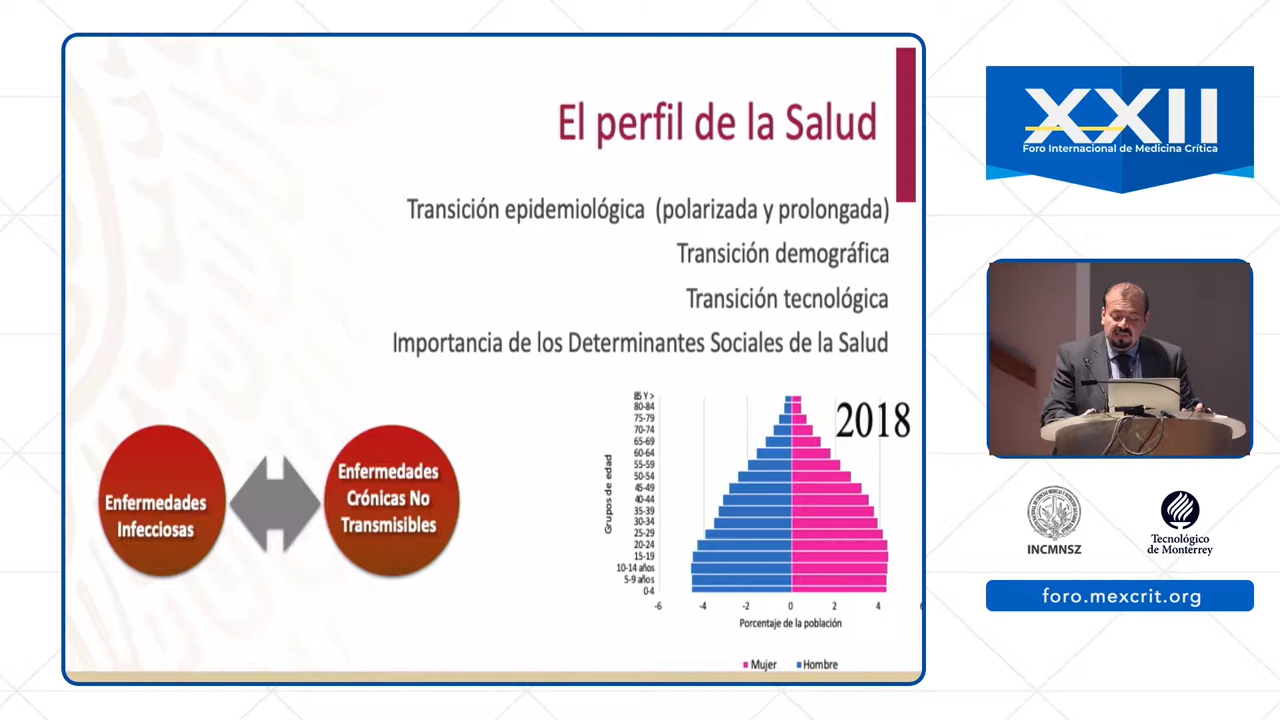 El perfil de la Salud
Transición epidemiológica (polarizada y prolongada)
Transición demográfica
Transición tecnológica
Importancia de los Determinantes Sociales de la Salud
Enfermedades
Infecciosas
Enfermedades
Crónicas No
Transmisibles
2018
Grupos de edad
85 Y >
80-84
75-79
70-74
65-69
60-64
55-59
50-54
45-49
40-44
35-39
30-34
25-29
20-24
15-19
10-14 años
5-9 años
0-4
-6 -4 -2 0 2 4 6
Porcentaje de la población
Mujer Hombre
XXII
Foro Internacional de Medicina Crítica
INCMNSZ
Tecnológico
de Monterrey
foro.mexcrit.org